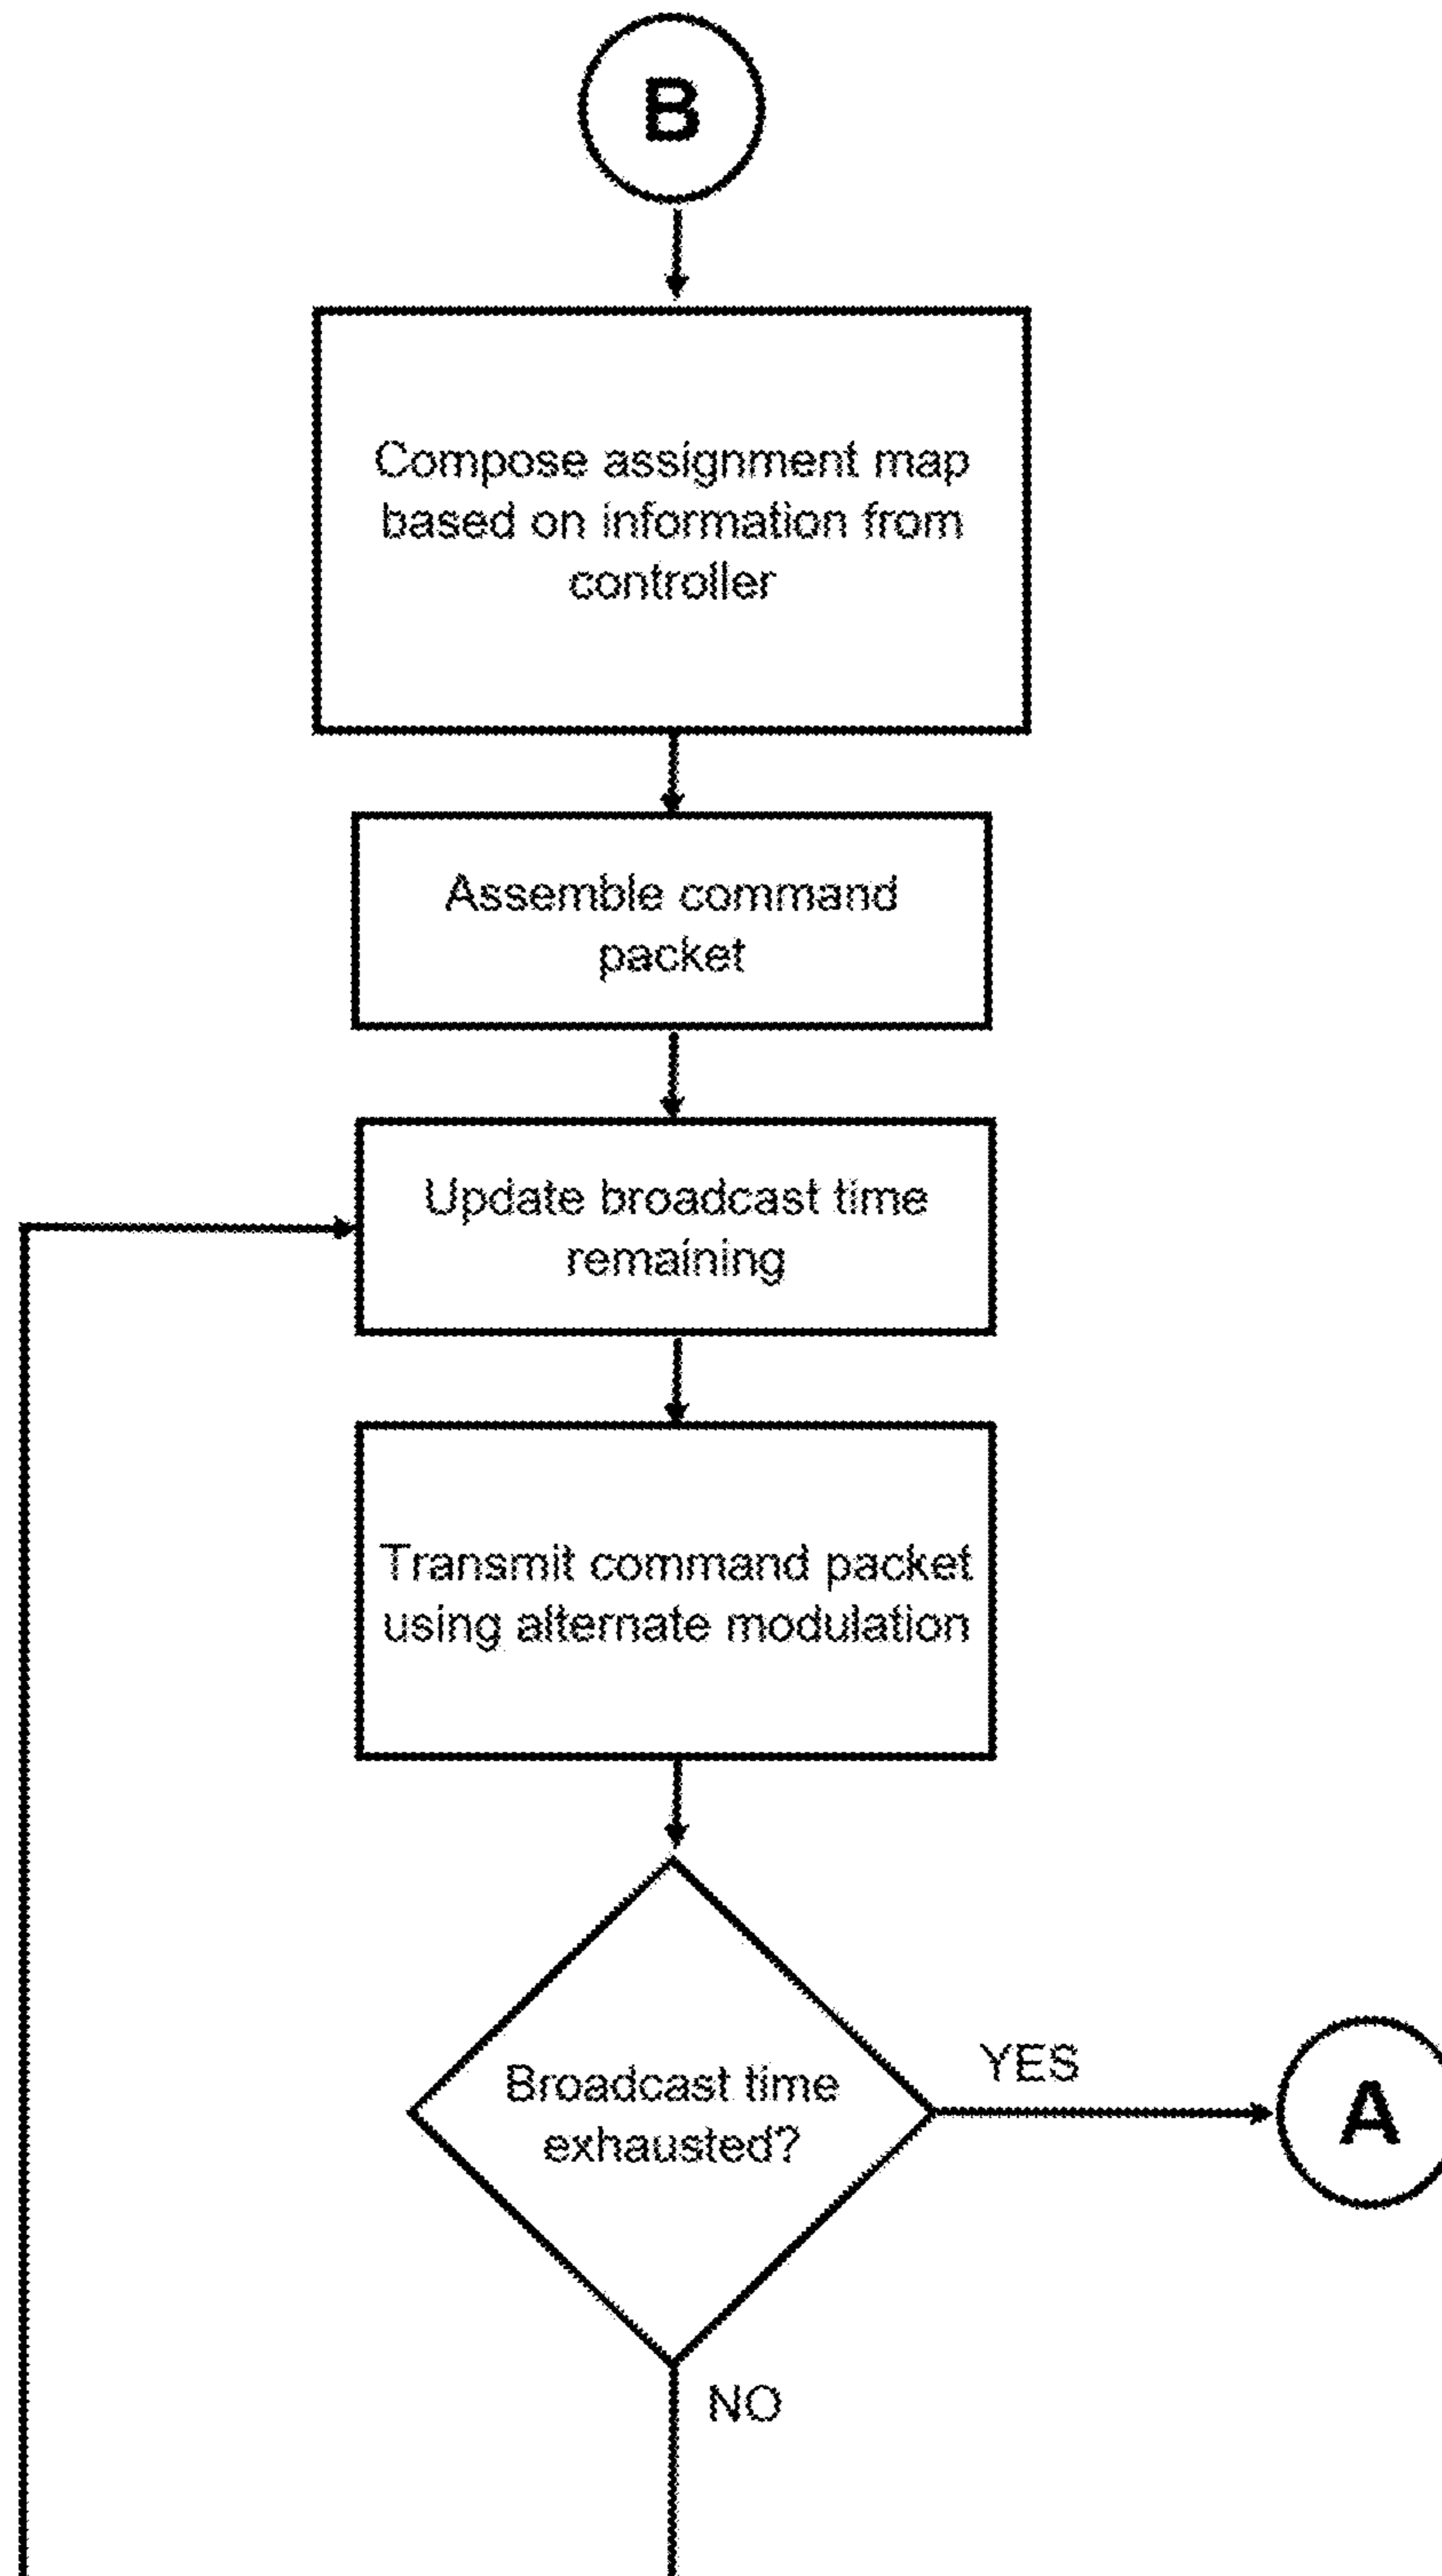 B
Compose assignment map
based on information from
controller
Assemble command
packet
Update broadcast time
remaining
Transmit command packet
using alternate modulation
Broadcast time
exhausted?
YES
A
NO